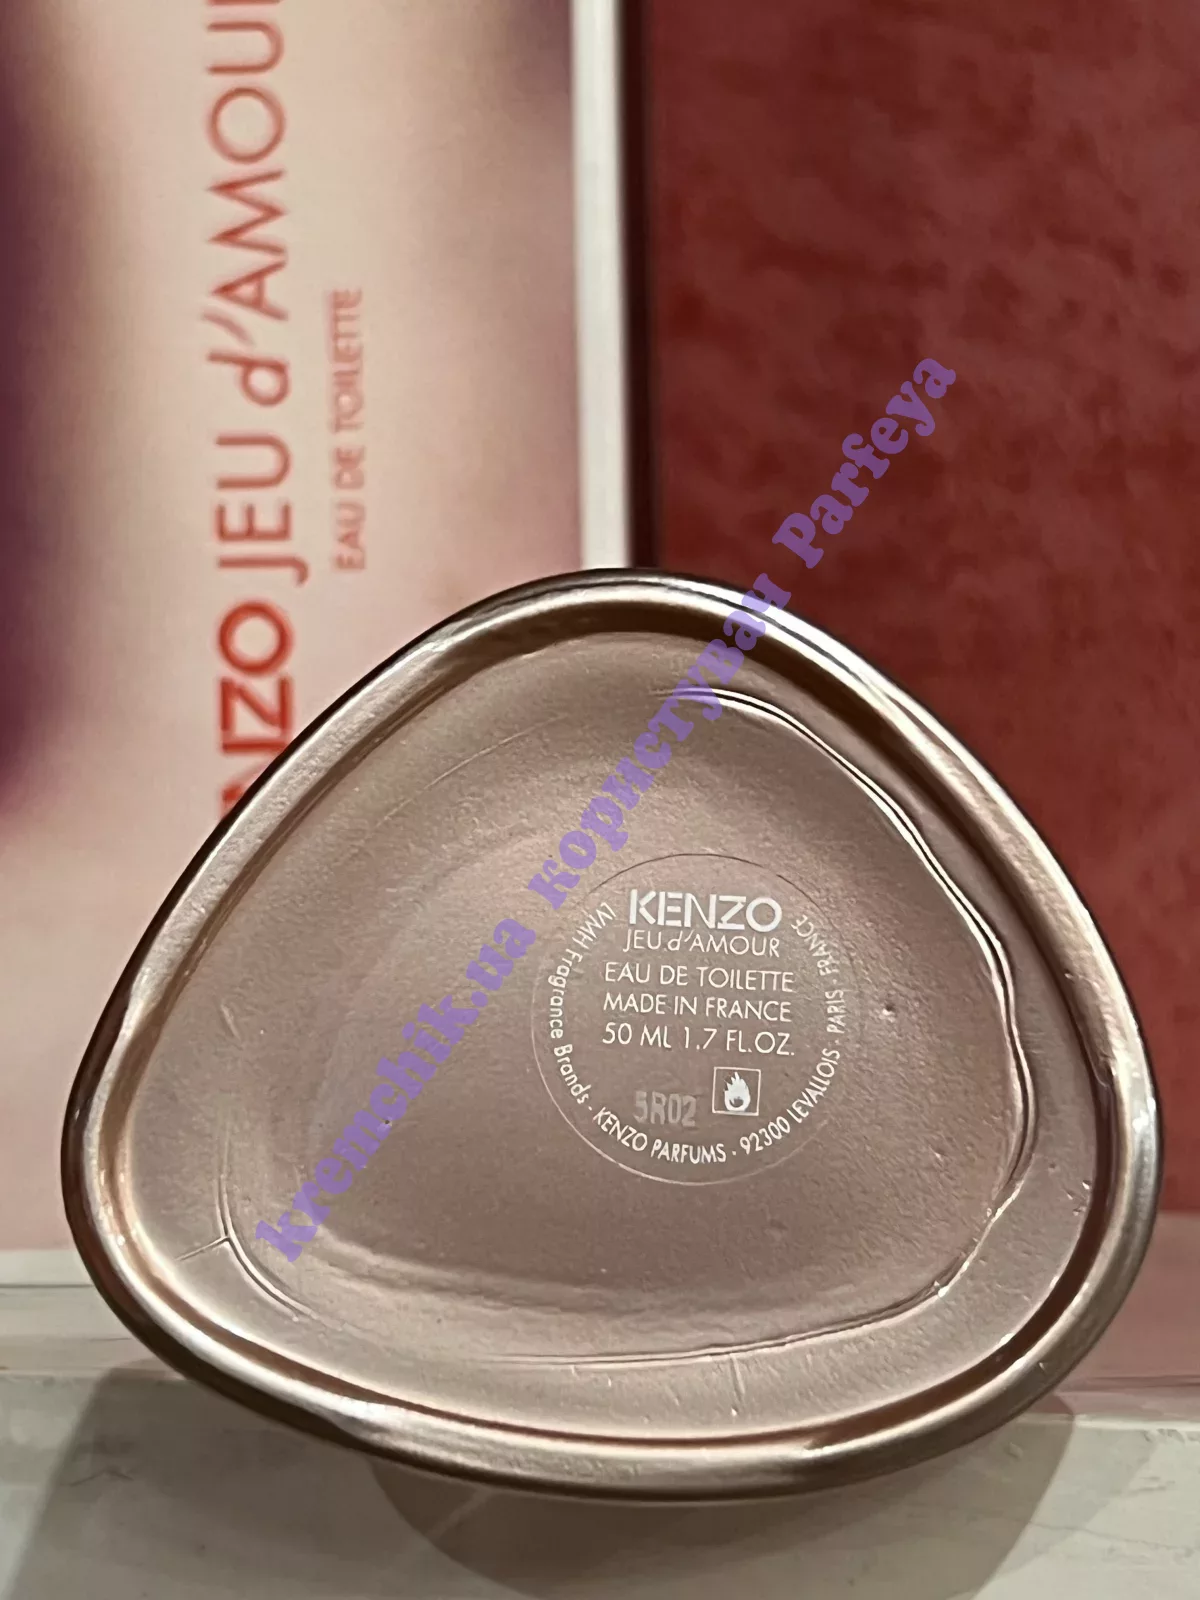 NZO JEU d'AMOUR
EAU DE TOILETTE
KENZO
JEU d'AMOUR
EAU DE TOILETTE
MADE IN FRANCE
50 ML 1.7 FL.OZ.
5R02
LVMH Fragrance Brands - KENZO PARFUMS - 92300 LEVALLOIS - PARIS - FRANCE
kremchik.ua користувач Parfeya